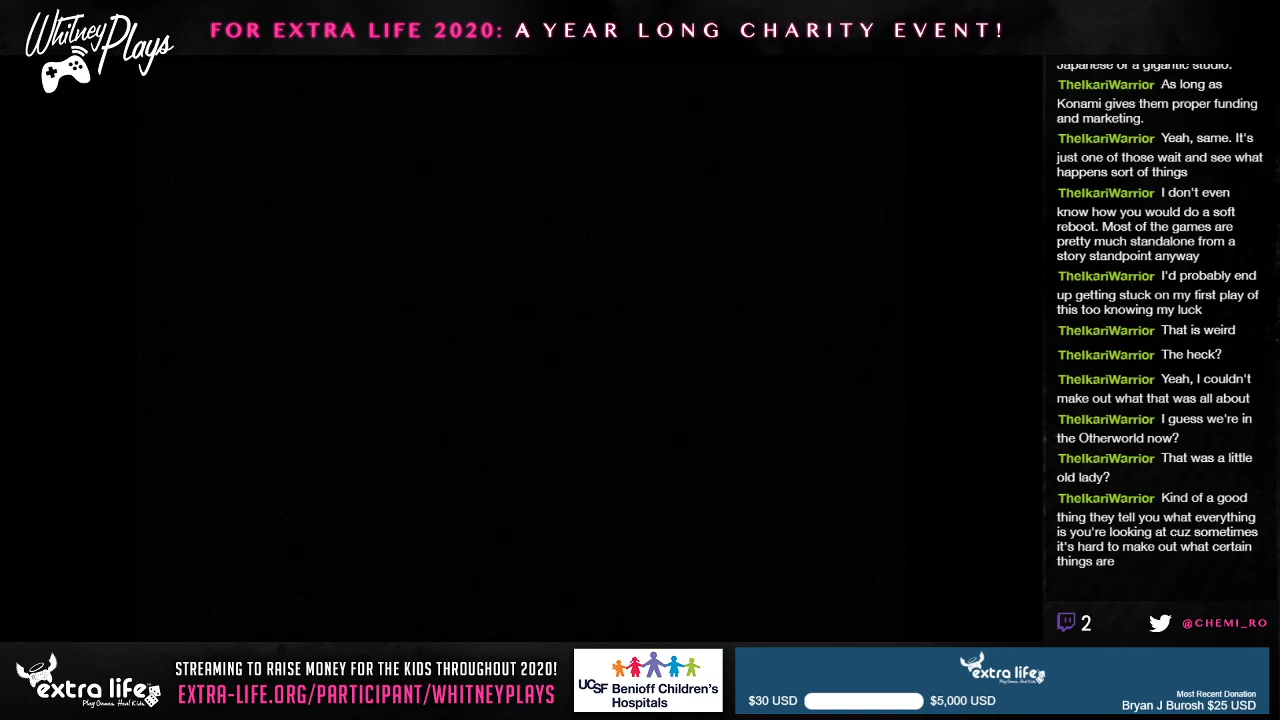 Whitney Plays
FOR EXTRA LIFE 2020: A YEAR LONG CHARITY EVENT!
Japanese or a gigantic studio.
TheIkariWarrior As long as
Konami gives them proper funding
and marketing.
TheIkariWarrior Yeah, same. It's
just one of those wait and see what
happens sort of things
TheIkariWarrior I don't even
know how you would do a soft
reboot. Most of the games are
pretty much standalone from a
story standpoint anyway
TheIkariWarrior I'd probably end
up getting stuck on my first play of
this too knowing my luck
TheIkariWarrior That is weird
TheIkariWarrior The heck?
TheIkariWarrior Yeah, I couldn't
make out what that was all about
TheIkariWarrior I guess we're in
the Otherworld now?
TheIkariWarrior That was a little
old lady?
TheIkariWarrior Kind of a good
thing they tell you what everything
is you're looking at cuz sometimes
it's hard to make out what certain
things are
2 @CHEMI_RO
extra life
Play Games. Heal Kids.
STREAMING TO RAISE MONEY FOR THE KIDS THROUGHOUT 2020!
EXTRA-LIFE.ORG/PARTICIPANT/WHITNEYPLAYS
UCSF Benioff Children's
Hospitals
extra life
$30 USD $5,000 USD
Most Recent Donation
Bryan J Burosh $25 USD